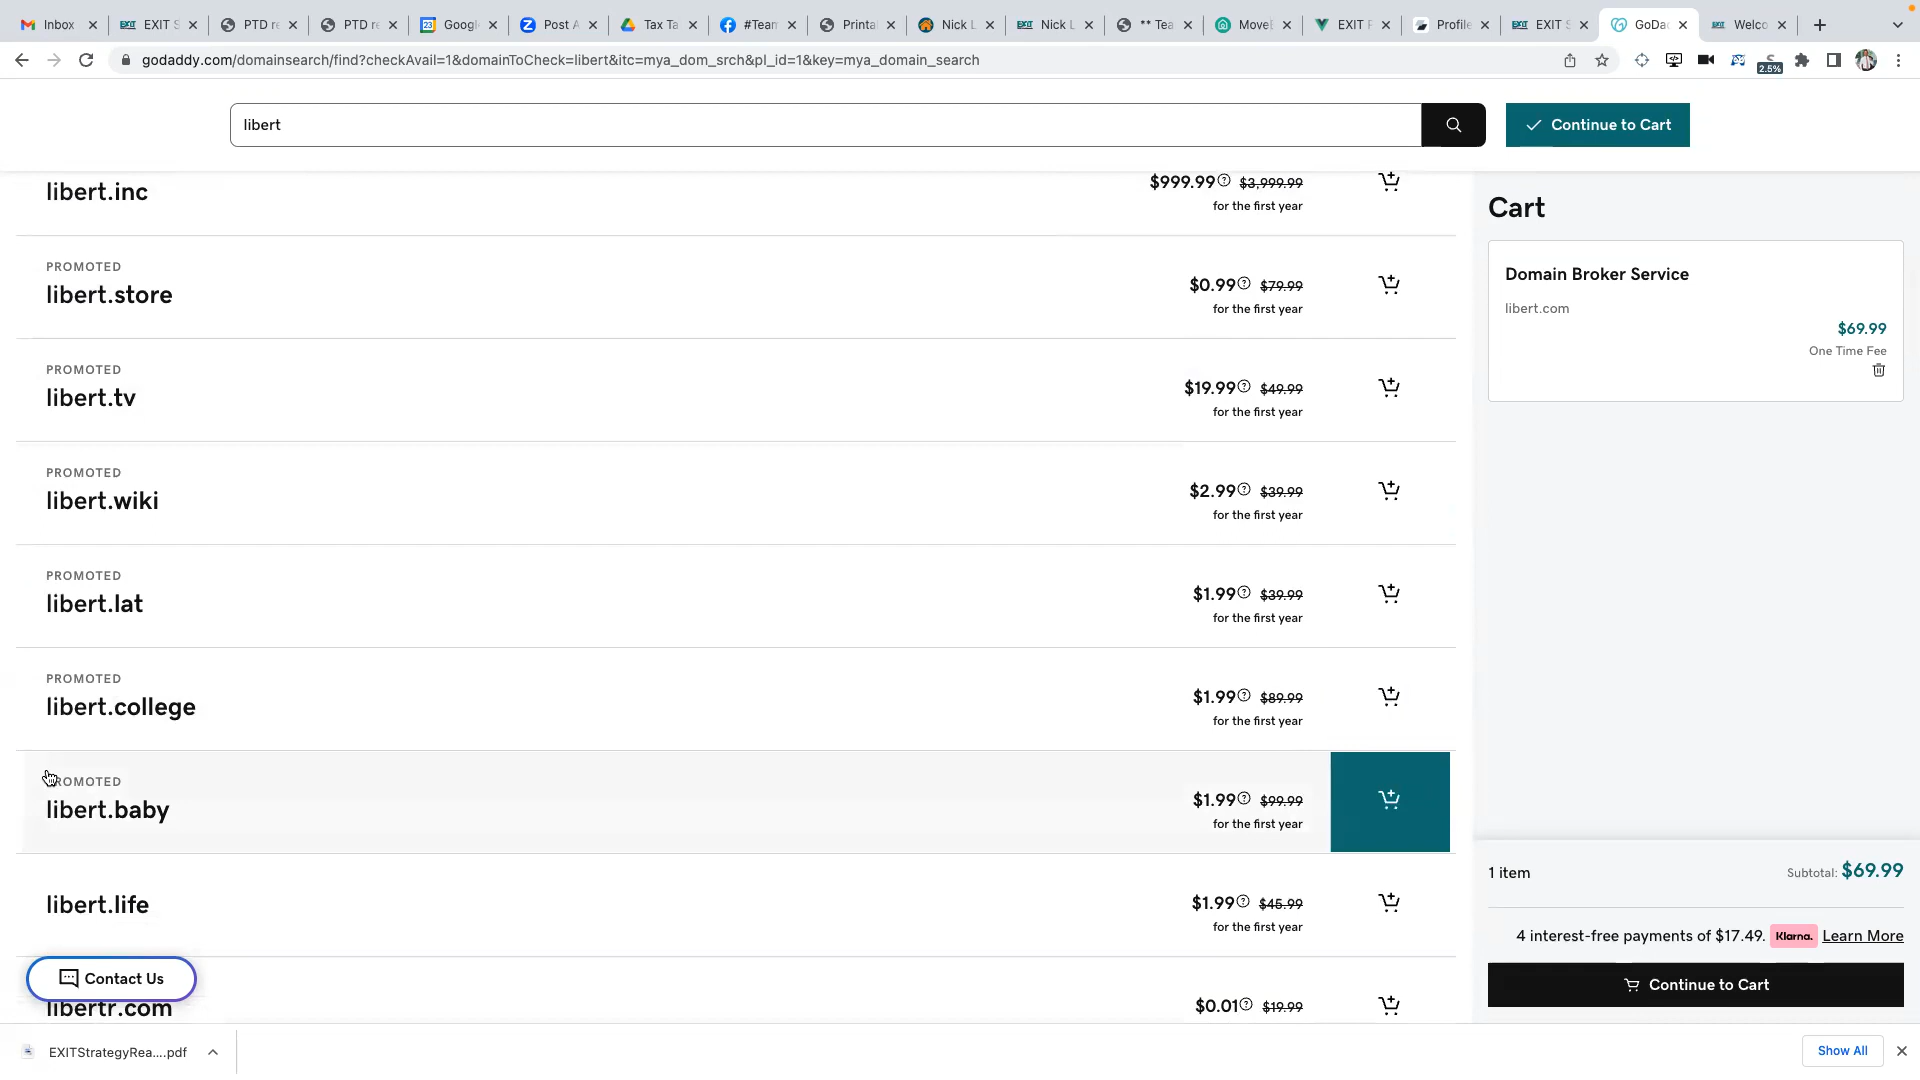 Inbox
EXIT S
PTD re
PTD re
Googl
Post A
Tax Ta
#Team
Printa
Nick L
Nick L
** Tea
MoveE
EXIT F
Profile
EXIT S
GoDa
Welco
godaddy.com/domainsearch/find?checkAvail=1&domainToCheck=libert&itc=mya_dom_srch&pl_id=1&key=mya_domain_search
2.5%
libert
Continue to Cart
libert.inc
$999.99 $3,999.99
for the first year
PROMOTED
libert.store
$0.99 $79.99
for the first year
PROMOTED
libert.tv
$19.99 $49.99
for the first year
PROMOTED
libert.wiki
$2.99 $39.99
for the first year
PROMOTED
libert.lat
$1.99 $39.99
for the first year
PROMOTED
libert.college
$1.99 $89.99
for the first year
PROMOTED
libert.baby
$1.99 $99.99
for the first year
libert.life
$1.99 $45.99
for the first year
Contact Us
libertr.com
$0.01 $19.99
Cart
Domain Broker Service
libert.com
$69.99
One Time Fee
1 item
Subtotal: $69.99
4 interest-free payments of $17.49. Klarna. Learn More
Continue to Cart
EXITStrategyRea....pdf
Show All